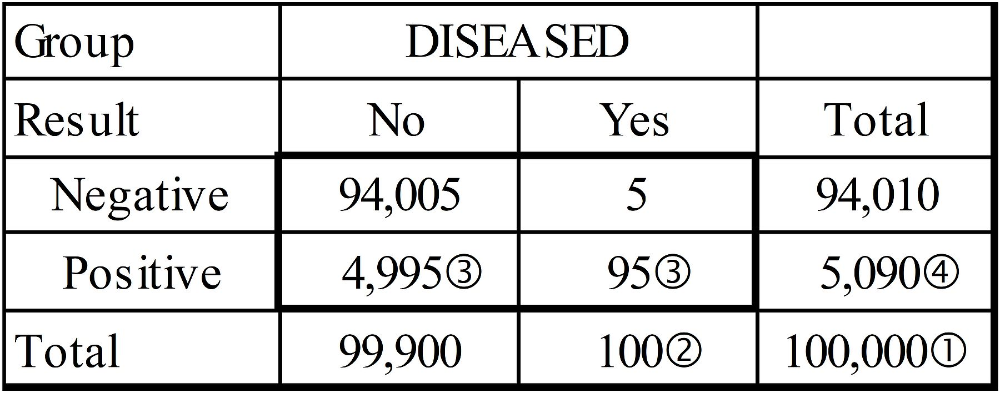 Group DISEASED
Result No Yes Total
Negative 94,005 5 94,010
Positive 4,995③ 95③ 5,090④
Total 99,900 100② 100,000①